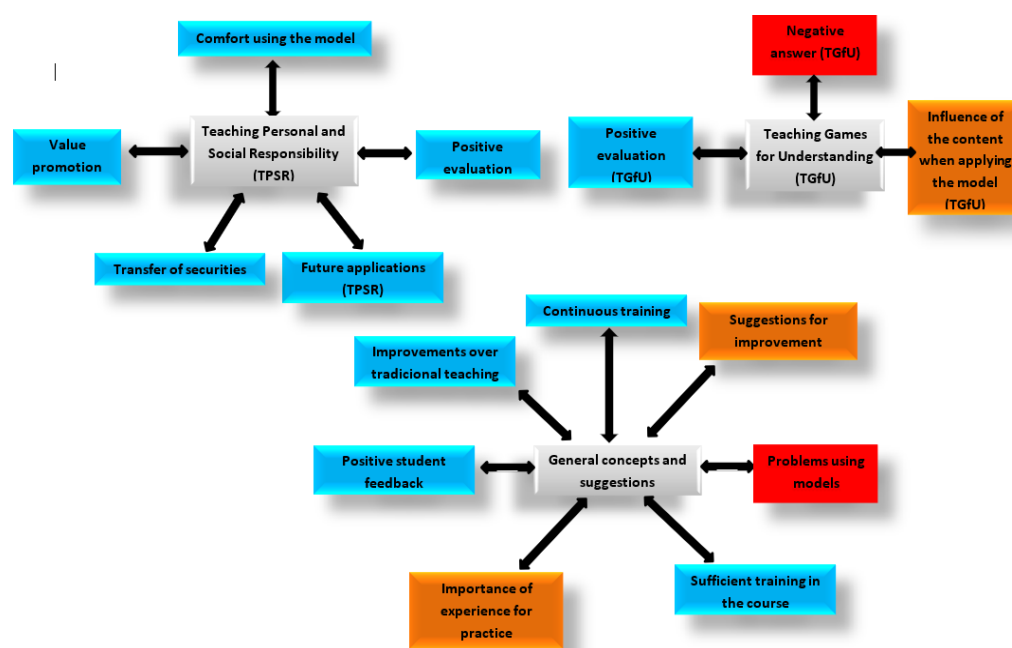 Comfort using the model
Value
promotion
Teaching Personal and
Social Responsibility
(TPSR)
Positive
evaluation
Transfer of securities
Future applications
(TPSR)
Negative
answer (TGfU)
Positive
evaluation
(TGfU)
Teaching Games
for Understanding
(TGfU)
Influence of
the content
when applying
the model
(TGfU)
Continuous training
Suggestions for
improvement
Improvements over
tradicional teaching
Positive student
feedback
General concepts and
suggestions
Problems using
models
Importance of
experience for
practice
Sufficient training in
the course